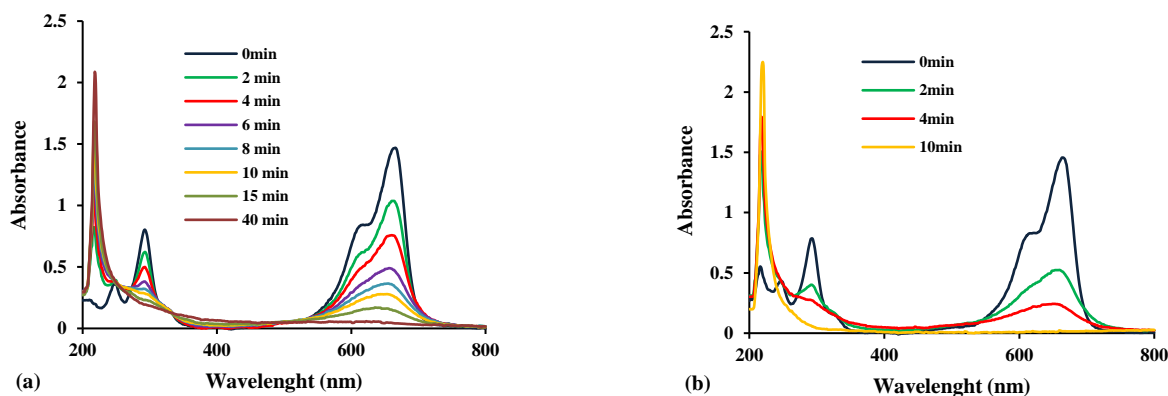 2.5
2
1.5
1
0.5
0
200
400
600
800
Absorbance
Wavelenght (nm)
0min
2 min
4 min
6 min
8 min
10 min
15 min
40 min
(a)
2.5
2
1.5
1
0.5
0
200
400
600
800
Absorbance
Wavelenght (nm)
0min
2min
4min
10min
(b)